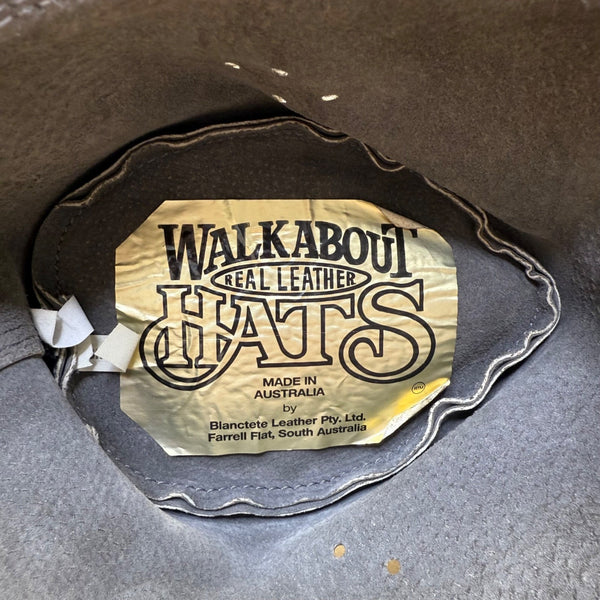 WALKABOUT
REAL LEATHER
HATS
MADE IN
AUSTRALIA
by
Blanctete Leather Pty. Ltd.
Farrell Flat, South Australia